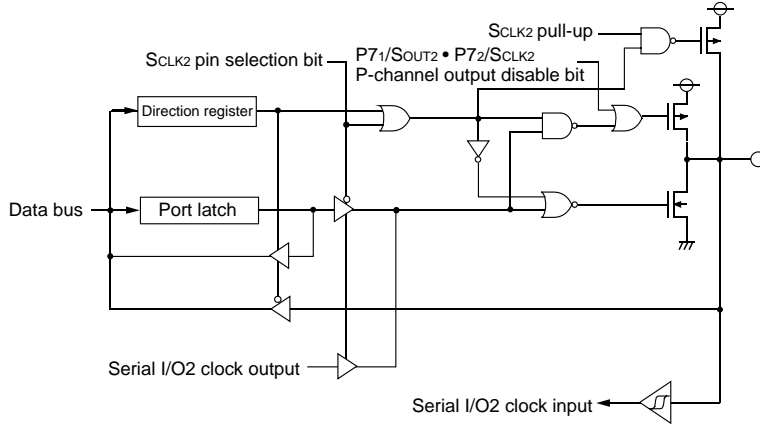 SCLK2 pull-up
SCLK2 pin selection bit
P71/SOUT2 • P72/SCLK2
P-channel output disable bit
Direction register
Data bus
Port latch
Serial I/O2 clock output
Serial I/O2 clock input